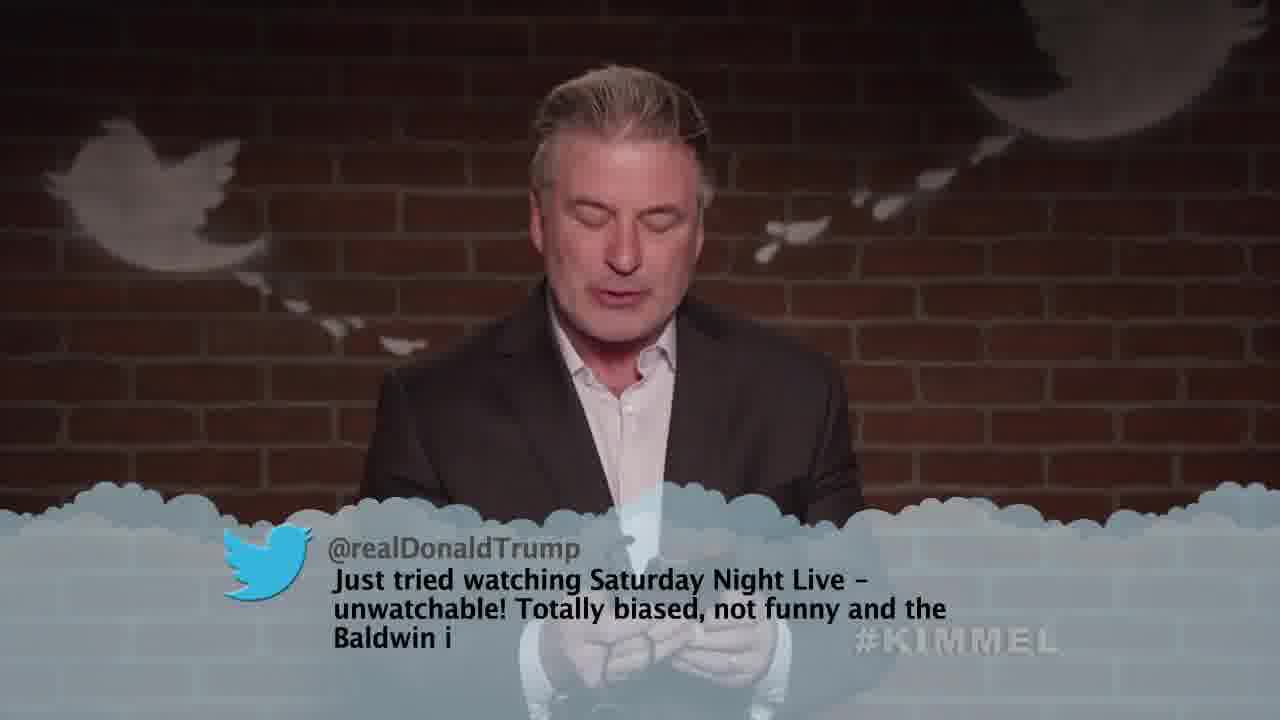 @realDonaldTrump
Just tried watching Saturday Night Live -
unwatchable! Totally biased, not funny and the
Baldwin i
#KIMMEL